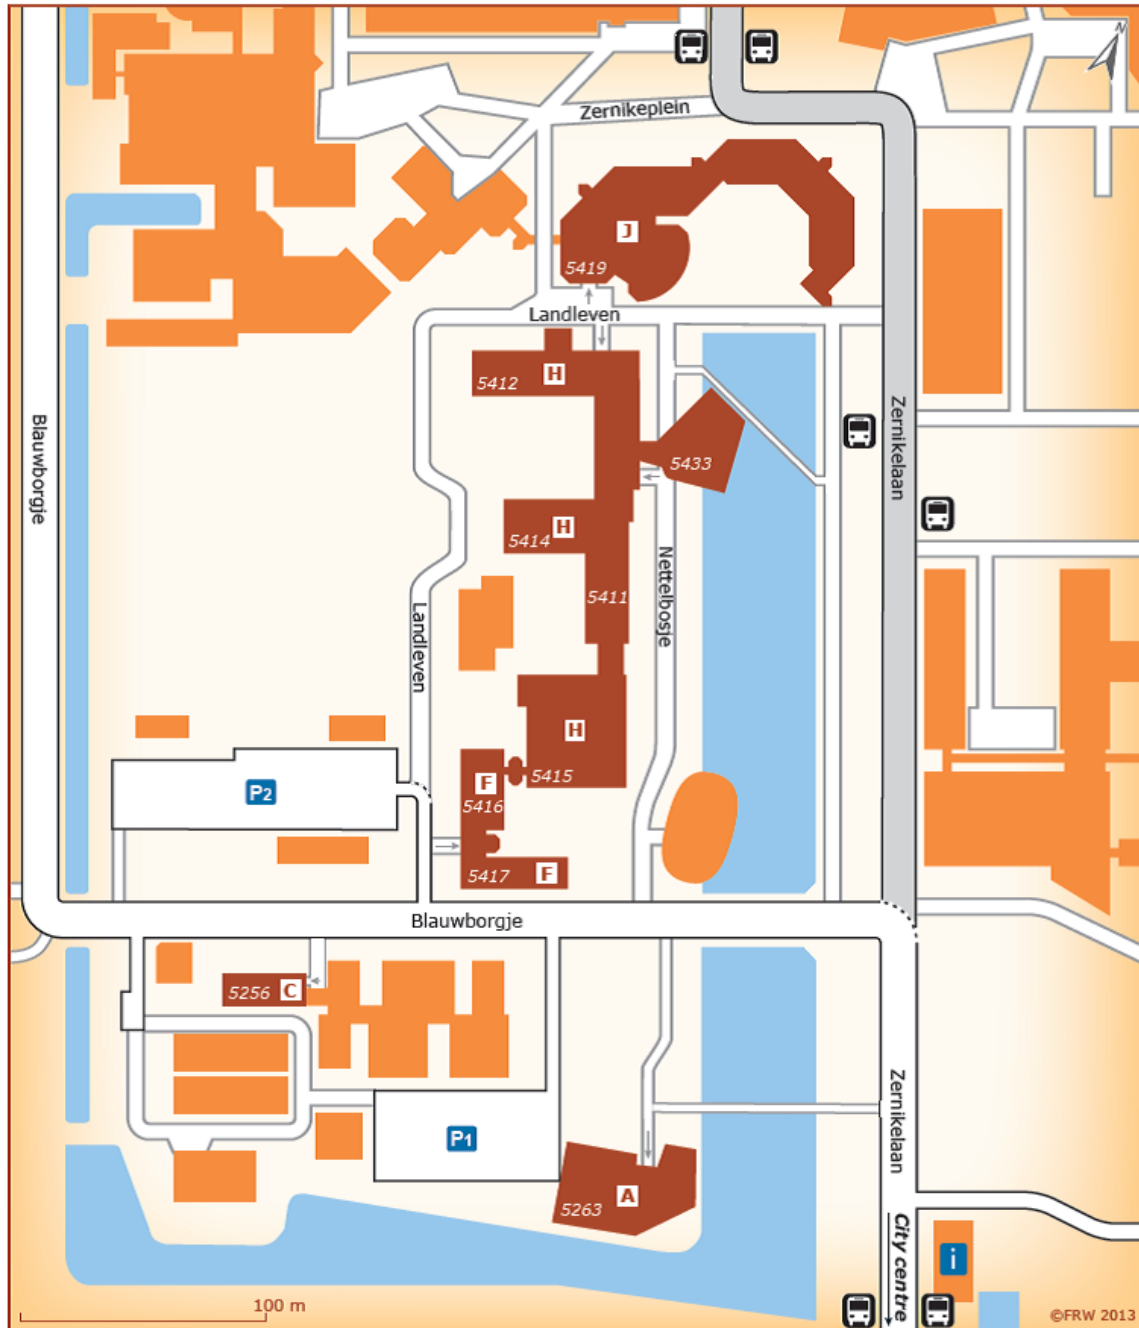 N
Zernikeplein
J
5419
Landleven
5412
H
Zernikelaan
Blauwborgje
5433
5414
H
Nettelbosje
5411
Landleven
H
5415
F
5416
P2
5417
F
Blauwborgje
5256
C
Zernikelaan
P1
A
5263
City centre
i
100 m
©FRW 2013